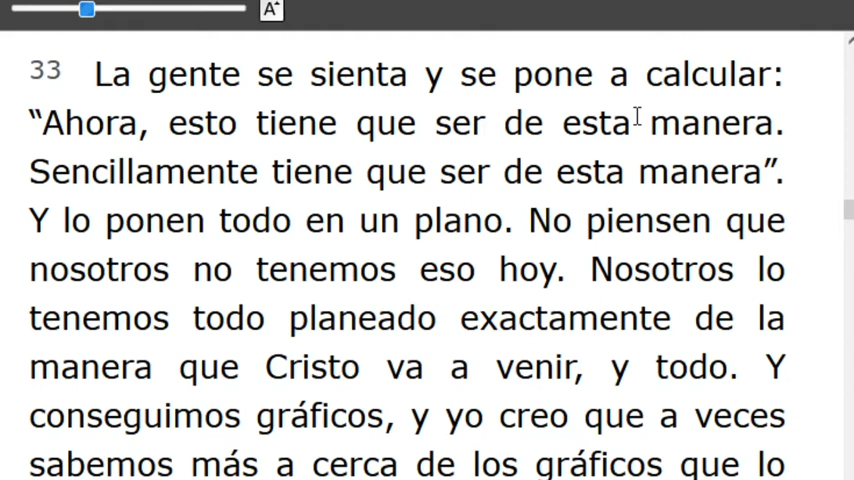 A
33 La gente se sienta y se pone a calcular:
“Ahora, esto tiene que ser de esta manera.
Sencillamente tiene que ser de esta manera”.
Y lo ponen todo en un plano. No piensen que
nosotros no tenemos eso hoy. Nosotros lo
tenemos todo planeado exactamente de la
manera que Cristo va a venir, y todo. Y
conseguimos gráficos, y yo creo que a veces
sabemos más a cerca de los gráficos que lo